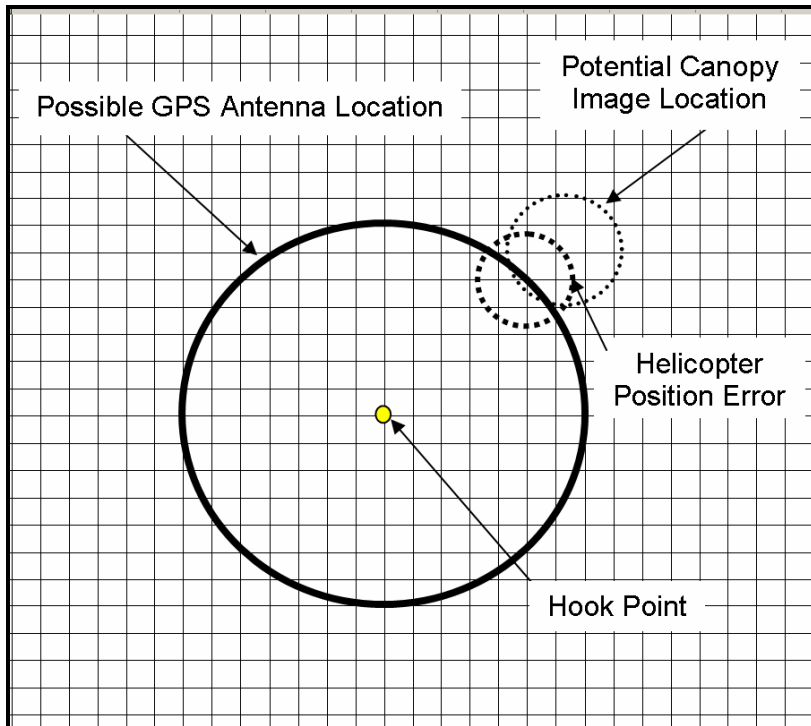 Potential Canopy
Image Location
Possible GPS Antenna Location
Helicopter
Position Error
Hook Point